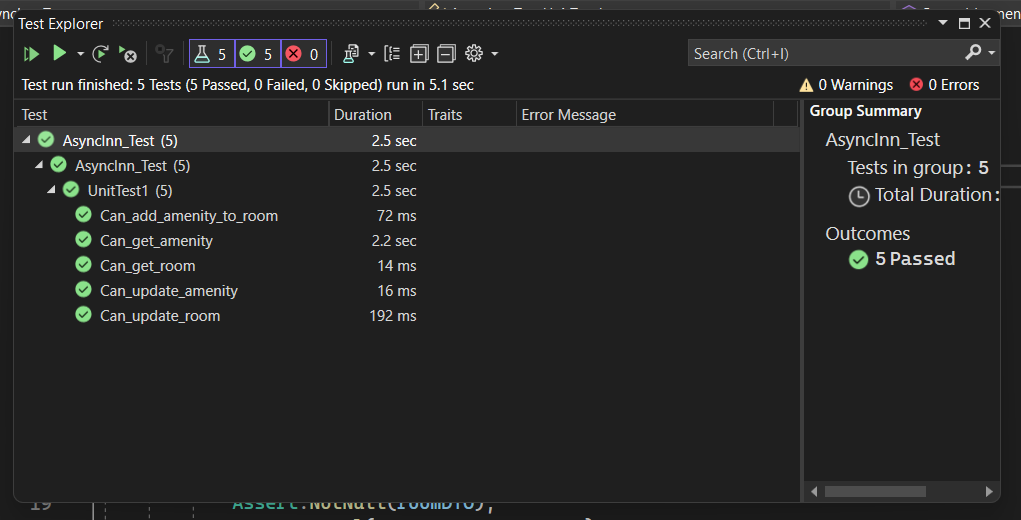 Test Explorer
5 5 0
Search (Ctrl+I)
Test run finished: 5 Tests (5 Passed, 0 Failed, 0 Skipped) run in 5.1 sec
0 Warnings 0 Errors
Test Duration Traits Error Message
AsyncInn_Test (5) 2.5 sec
AsyncInn_Test (5) 2.5 sec
UnitTest1 (5) 2.5 sec
Can_add_amenity_to_room 72 ms
Can_get_amenity 2.2 sec
Can_get_room 14 ms
Can_update_amenity 16 ms
Can_update_room 192 ms
Group Summary
AsyncInn_Test
Tests in group: 5
Total Duration:
Outcomes
5 Passed
19 Assert.NotNull(roomDTO);